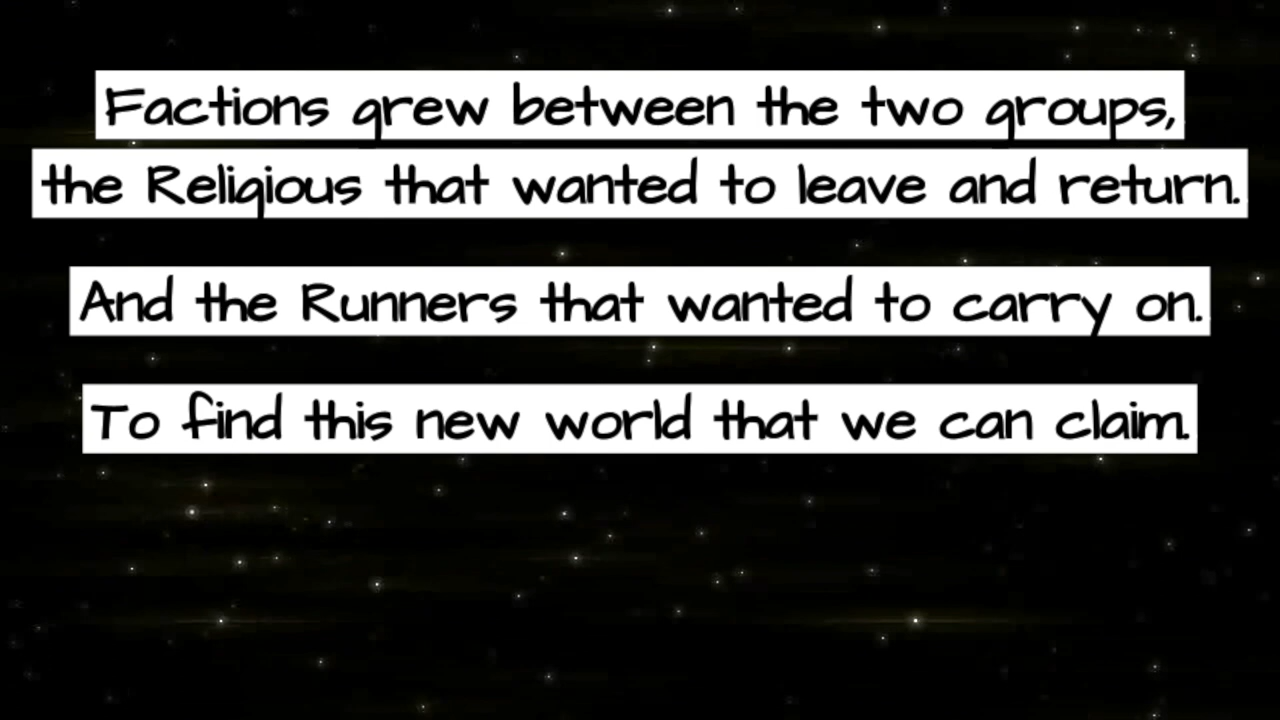 Factions grew between the two groups,
the Religious that wanted to leave and return.
And the Runners that wanted to carry on.
To find this new world that we can claim.